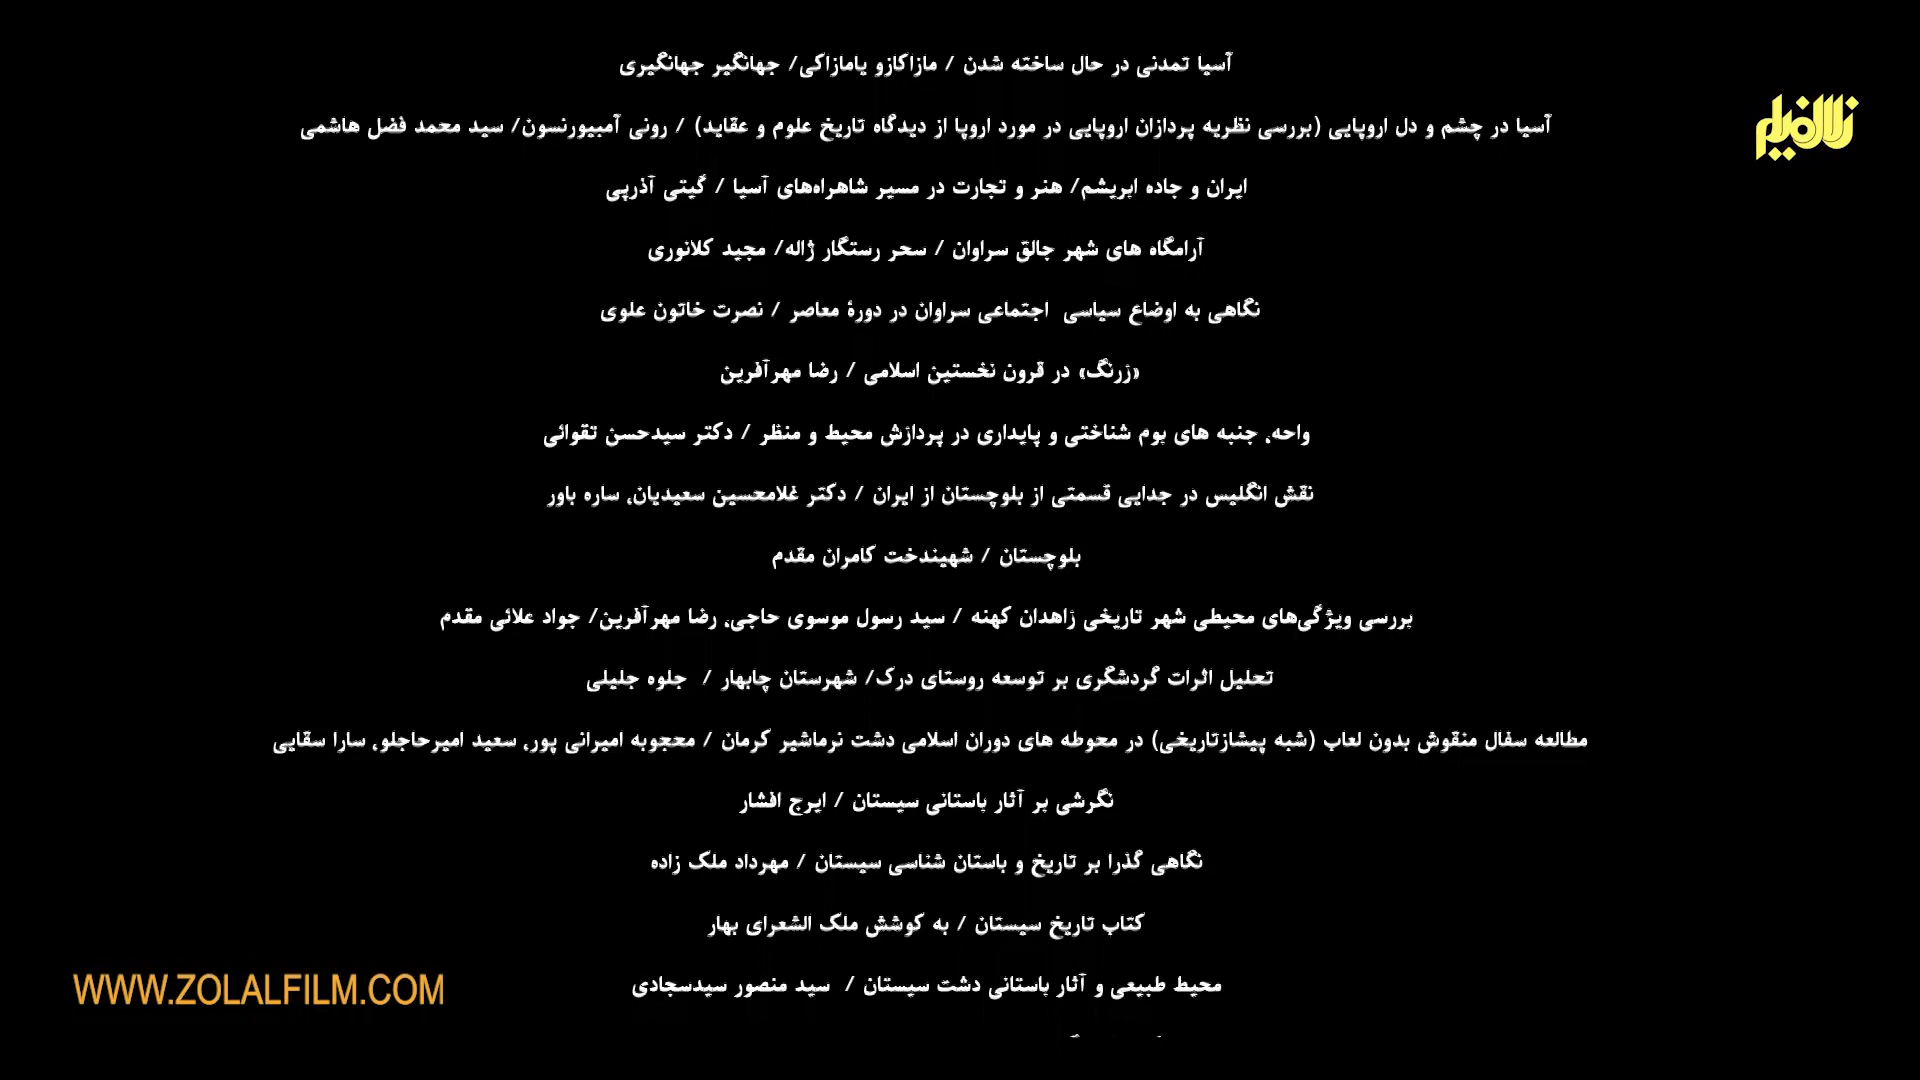 آسیا تمدنی در حال ساخته شدن / مازاکازو یامازاکی/ جهانگیر جهانگیری
زلال فیلم
آسیا در چشم و دل اروپایی (بررسی نظریه پردازان اروپایی در مورد اروپا از دیدگاه تاریخ علوم و عقاید) / رونی آمبیورنسون/ سید محمد فضل هاشمی
ایران و جاده ابریشم/ هنر و تجارت در مسیر شاهراه‌های آسیا / گیتی آذرپی
آرامگاه های شهر جالق سراوان / سحر رستگار ژاله/ مجید کلانوری
نگاهی به اوضاع سیاسی اجتماعی سراوان در دورهٔ معاصر / نصرت خاتون علوی
«زرنگ» در قرون نخستین اسلامی / رضا مهرآفرین
واحه، جنبه های بوم شناختی و پایداری در پردازش محیط و منظر / دکتر سیدحسن تقوائی
نقش انگلیس در جدایی قسمتی از بلوچستان از ایران / دکتر غلامحسین سعیدیان، ساره باور
بلوچستان / شهیندخت کامران مقدم
بررسی ویژگی‌های محیطی شهر تاریخی زاهدان کهنه / سید رسول موسوی حاجی، رضا مهرآفرین/ جواد علائی مقدم
تحلیل اثرات گردشگری بر توسعه روستای درک/ شهرستان چابهار / جلوه جلیلی
مطالعه سفال منقوش بدون لعاب (شبه پیشازتاریخی) در محوطه های دوران اسلامی دشت نرماشیر کرمان / محجوبه امیرانی پور، سعید امیرحاجلو، سارا سقایی
نگرشی بر آثار باستانی سیستان / ایرج افشار
نگاهی گذرا بر تاریخ و باستان شناسی سیستان / مهرداد ملک زاده
کتاب تاریخ سیستان / به کوشش ملک الشعرای بهار
محیط طبیعی و آثار باستانی دشت سیستان / سید منصور سیدسجادی
WWW.ZOLALFILM.COM